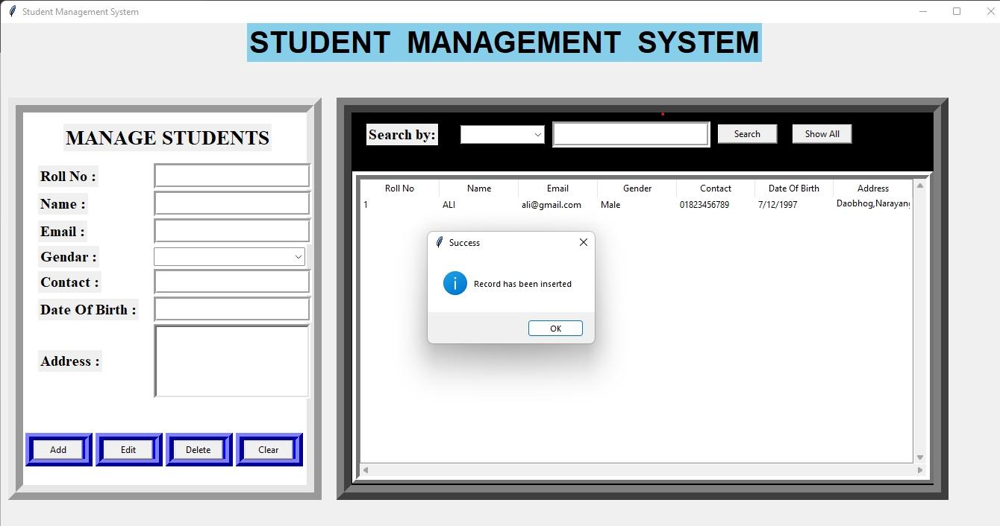 Student Management System
STUDENT MANAGEMENT SYSTEM
MANAGE STUDENTS
Roll No :
Name :
Email :
Gendar :
Contact :
Date Of Birth :
Address :
Add Edit Delete Clear
Search by: Search Show All
Roll No Name Email Gender Contact Date Of Birth Address
1 ALI ali@gmail.com Male 01823456789 7/12/1997 Daobhog,Narayan
Success
Record has been inserted
OK